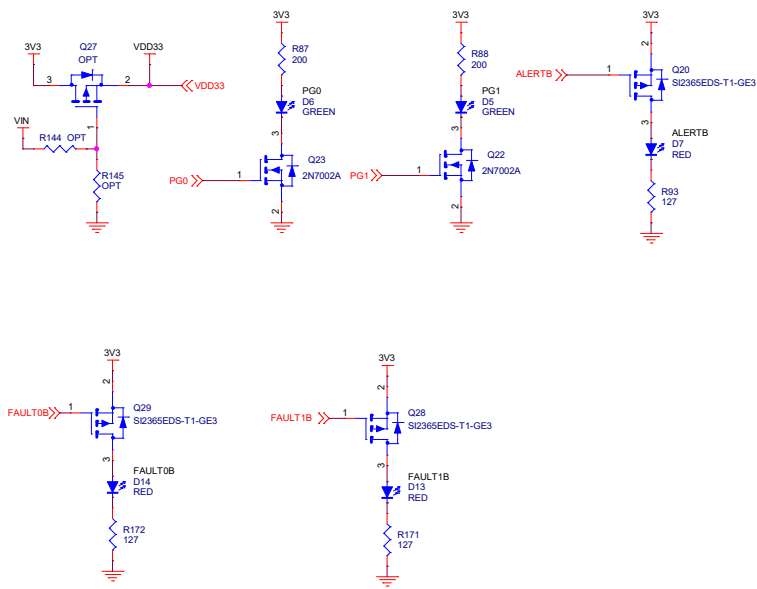 3V3
Q27
OPT
VDD33
3
2
VDD33
1
VIN
R144 OPT
R145
OPT
3V3
R87
200
PG0
D6
GREEN
3
Q23
2N7002A
PG0
1
2
3V3
R88
200
PG1
D5
GREEN
3
Q22
2N7002A
PG1
1
2
3V3
2
ALERTB
1
Q20
SI2365EDS-T1-GE3
3
ALERTB
D7
RED
R93
127
3V3
2
FAULT0B
1
Q29
SI2365EDS-T1-GE3
3
FAULT0B
D14
RED
R172
127
3V3
2
FAULT1B
1
Q28
SI2365EDS-T1-GE3
3
FAULT1B
D13
RED
R171
127